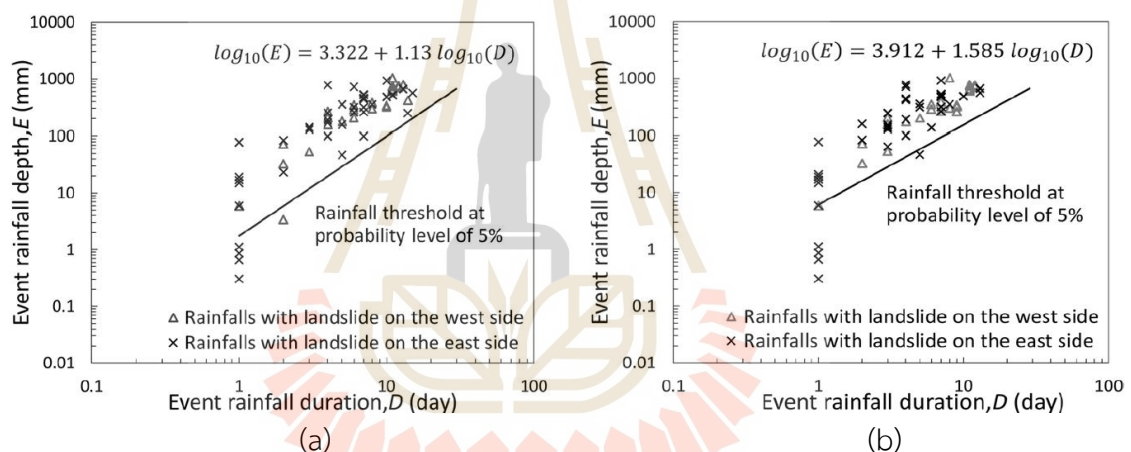 10000
1000
100
10
1
0.1
0.01
Event rainfall depth,E (mm)
log₁₀(E) = 3.322 + 1.13 log₁₀(D)
Rainfall threshold at
probability level of 5%
△ Rainfalls with landslide on the west side
× Rainfalls with landslide on the east side
0.1 1 10 100
Event rainfall duration,D (day)
(a)
10000
1000
100
10
1
0.1
0.01
Event rainfall depth,E (mm)
log₁₀(E) = 3.912 + 1.585 log₁₀(D)
Rainfall threshold at
probability level of 5%
△ Rainfalls with landslide on the west side
× Rainfalls with landslide on the east side
0.1 1 10 100
Event rainfall duration,D (day)
(b)